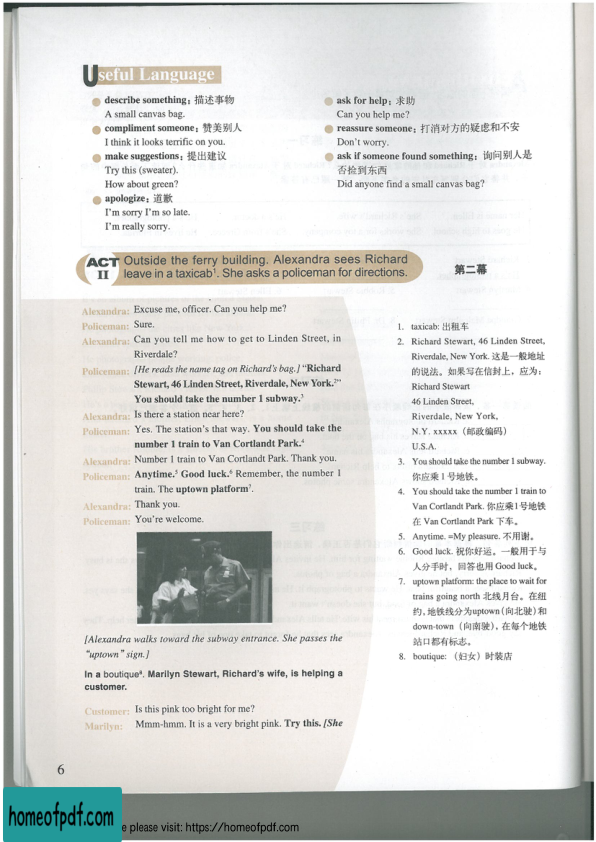 Useful Language
describe something: 描述事物
A small canvas bag.
compliment someone: 赞美别人
I think it looks terrific on you.
make suggestions: 提出建议
Try this (sweater).
How about green?
apologize: 道歉
I'm sorry I'm so late.
I'm really sorry.
ask for help: 求助
Can you help me?
reassure someone: 打消对方的疑虑和不安
Don't worry.
ask if someone found something: 询问别人是
否捡到东西
Did anyone find a small canvas bag?
ACT II
Outside the ferry building. Alexandra sees Richard
leave in a taxicab¹. She asks a policeman for directions.
第二幕
Alexandra: Excuse me, officer. Can you help me?
Policeman: Sure.
Alexandra: Can you tell me how to get to Linden Street, in
Riverdale?
Policeman: [He reads the name tag on Richard's bag.] "Richard
Stewart, 46 Linden Street, Riverdale, New York.²"
You should take the number 1 subway.³
Alexandra: Is there a station near here?
Policeman: Yes. The station's that way. You should take the
number 1 train to Van Cortlandt Park.⁴
Alexandra: Number 1 train to Van Cortlandt Park. Thank you.
Policeman: Anytime.⁵ Good luck.⁶ Remember, the number 1
train. The uptown platform⁷.
Alexandra: Thank you.
Policeman: You're welcome.
[Alexandra walks toward the subway entrance. She passes the
"uptown" sign.]
In a boutique⁸. Marilyn Stewart, Richard's wife, is helping a
customer.
Customer: Is this pink too bright for me?
Marilyn: Mmm-hmm. It is a very bright pink. Try this. [She
1. taxicab: 出租车
2. Richard Stewart, 46 Linden Street,
Riverdale, New York. 这是一般地址
的说法。如果写在信封上，应为：
Richard Stewart
46 Linden Street,
Riverdale, New York,
N.Y. xxxxx（邮政编码）
U.S.A.
3. You should take the number 1 subway.
你应乘 1 号地铁。
4. You should take the number 1 train to
Van Cortlandt Park. 你应乘1号地铁
在 Van Cortlandt Park 下车。
5. Anytime. =My pleasure. 不用谢。
6. Good luck. 祝你好运。一般用于与
人分手时，回答也用 Good luck。
7. uptown platform: the place to wait for
trains going north 北线月台。在纽
约,地铁线分为uptown(向北驶)和
down-town（向南驶），在每个地铁
站口都有标志。
8. boutique:（妇女）时装店
6
homeofpdf.com
e please visit: https://homeofpdf.com